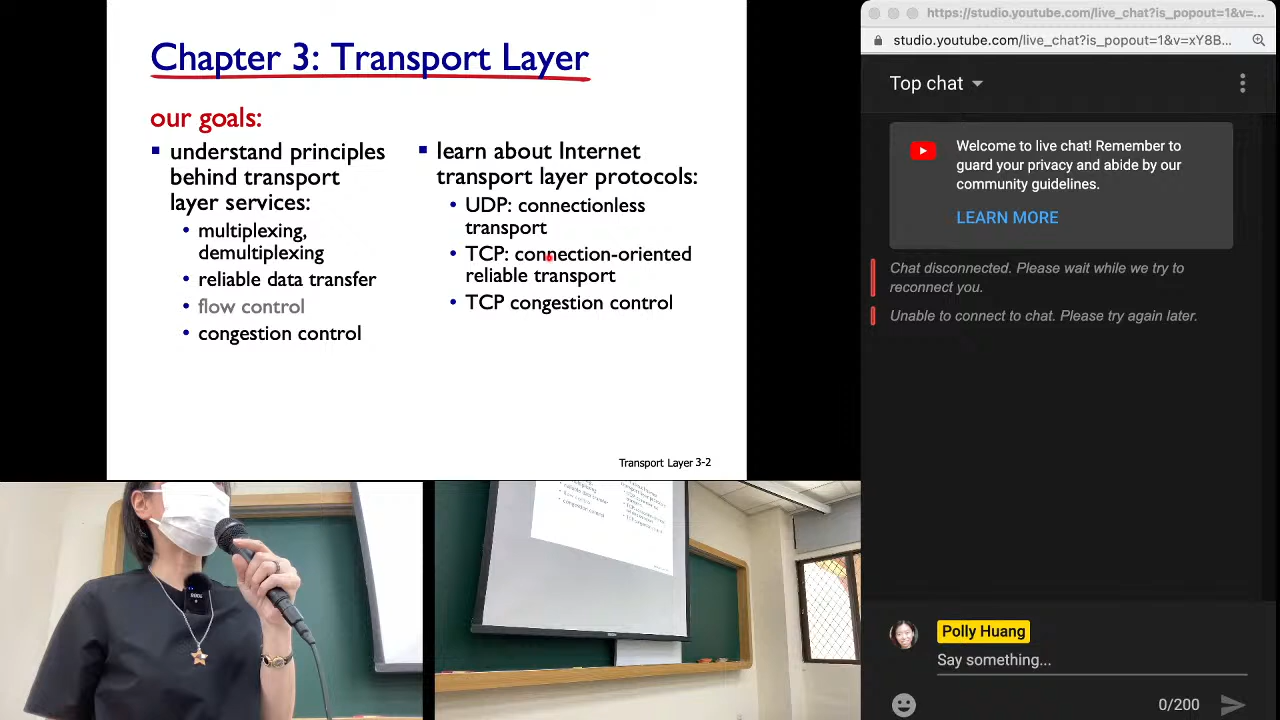 Chapter 3: Transport Layer
our goals:
understand principles
behind transport
layer services:
multiplexing,
demultiplexing
reliable data transfer
flow control
congestion control
learn about Internet
transport layer protocols:
UDP: connectionless
transport
TCP: connection-oriented
reliable transport
TCP congestion control
Transport Layer 3-2
https://studio.youtube.com/live_chat?is_popout=1&v=...
studio.youtube.com/live_chat?is_popout=1&v=xY8B...
Top chat
Welcome to live chat! Remember to
guard your privacy and abide by our
community guidelines.
LEARN MORE
Chat disconnected. Please wait while we try to
reconnect you.
Unable to connect to chat. Please try again later.
Polly Huang
Say something...
0/200
congestion control